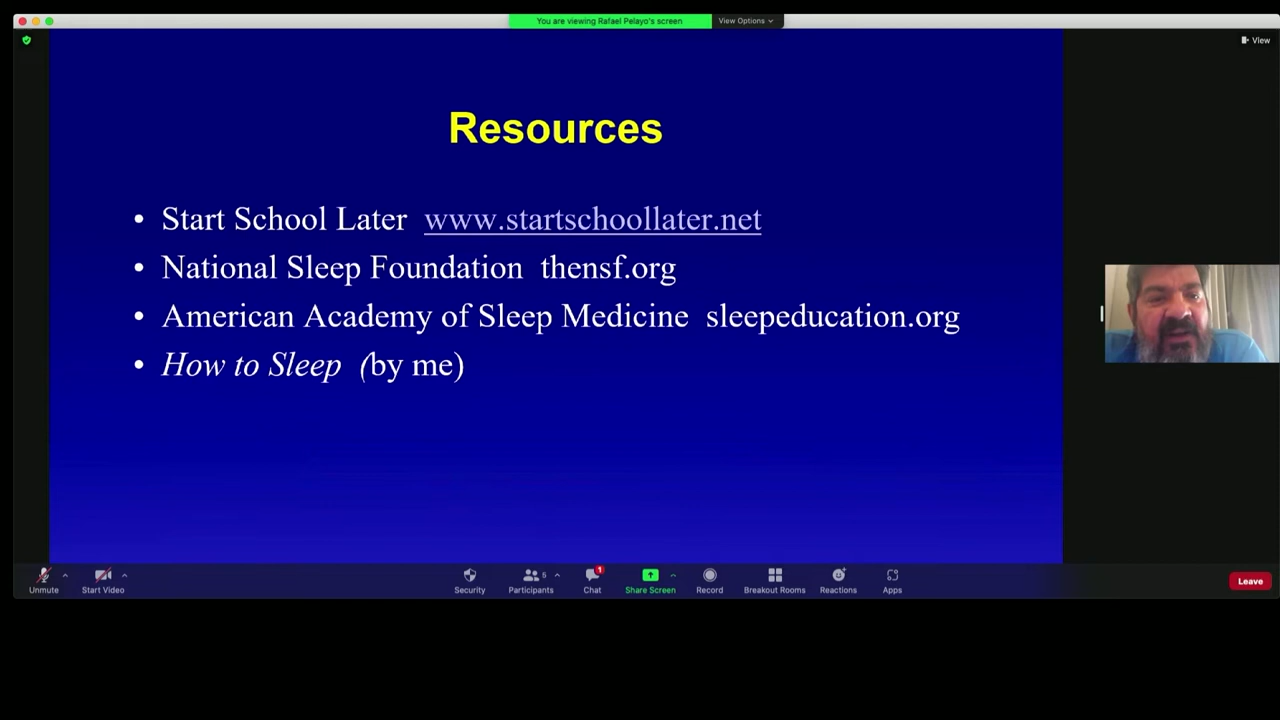 You are viewing Rafael Pelayo's screen
View Options
View
Resources
• Start School Later www.startschoollater.net
• National Sleep Foundation thensf.org
• American Academy of Sleep Medicine sleepeducation.org
• How to Sleep (by me)
Unmute
Start Video
Security
5
Participants
1
Chat
Share Screen
Record
Breakout Rooms
Reactions
Apps
Leave